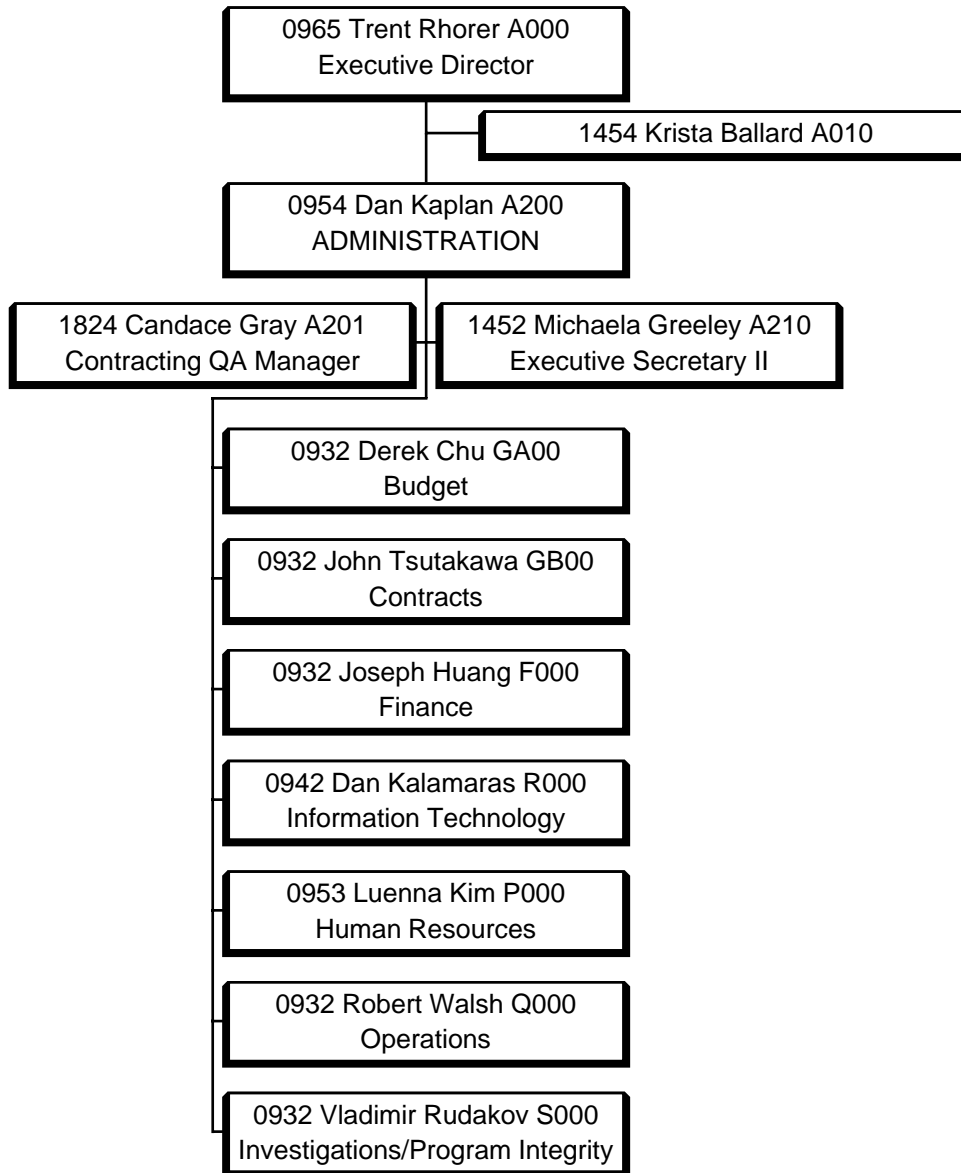 0965 Trent Rhorer A000
Executive Director
1454 Krista Ballard A010
0954 Dan Kaplan A200
ADMINISTRATION
1824 Candace Gray A201
Contracting QA Manager
1452 Michaela Greeley A210
Executive Secretary II
0932 Derek Chu GA00
Budget
0932 John Tsutakawa GB00
Contracts
0932 Joseph Huang F000
Finance
0942 Dan Kalamaras R000
Information Technology
0953 Luenna Kim P000
Human Resources
0932 Robert Walsh Q000
Operations
0932 Vladimir Rudakov S000
Investigations/Program Integrity